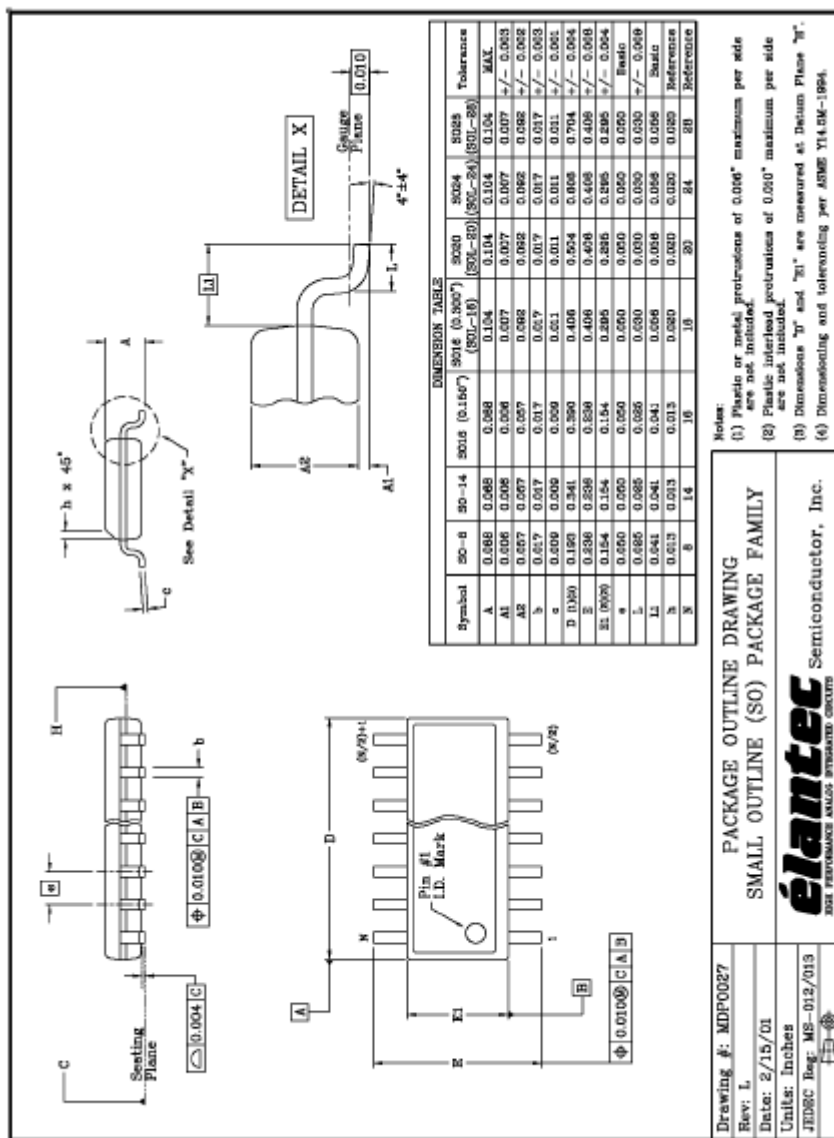 H
C
Seating
Plane
0.004 C
e
b
0.010 Ⓜ C A B
h x 45°
A
c
See Detail "X"
L1
A2
A1
L
DETAIL X
Gauge
Plane
0.010
4°±4°
A
D
N
(N/2)+1
Pin #1
I.D. Mark
E
E1
1
(N/2)
B
0.010 Ⓜ C A B
DIMENSION TABLE
Symbol SO-8 SO-14 SO16 (0.150") SO16 (0.300") (SOL-16) SO20 (SOL-20) SO24 (SOL-24) SO28 (SOL-28) Tolerance
A 0.068 0.068 0.068 0.104 0.104 0.104 0.104 MAX.
A1 0.006 0.006 0.006 0.007 0.007 0.007 0.007 +/- 0.003
A2 0.057 0.057 0.057 0.092 0.092 0.092 0.092 +/- 0.002
b 0.017 0.017 0.017 0.017 0.017 0.017 0.017 +/- 0.003
c 0.009 0.009 0.009 0.011 0.011 0.011 0.011 +/- 0.001
D (1)(3) 0.193 0.341 0.390 0.406 0.504 0.606 0.704 +/- 0.004
E 0.236 0.236 0.236 0.406 0.406 0.406 0.406 +/- 0.008
E1 (2)(3) 0.154 0.154 0.154 0.295 0.295 0.295 0.295 +/- 0.004
e 0.050 0.050 0.050 0.050 0.050 0.050 0.050 Basic
L 0.025 0.025 0.025 0.030 0.030 0.030 0.030 +/- 0.009
L1 0.041 0.041 0.041 0.056 0.056 0.056 0.056 Basic
h 0.013 0.013 0.013 0.020 0.020 0.020 0.020 Reference
N 8 14 16 16 20 24 28 Reference
Drawing #: MDP0027
Rev: L
Date: 2/15/01
Units: Inches
JEDEC Reg: MS-012/013
PACKAGE OUTLINE DRAWING
SMALL OUTLINE (SO) PACKAGE FAMILY
élantec Semiconductor, Inc.
HIGH PERFORMANCE ANALOG INTEGRATED CIRCUITS
Notes:
(1) Plastic or metal protrusions of 0.006" maximum per side
are not included.
(2) Plastic interlead protrusions of 0.010" maximum per side
are not included.
(3) Dimensions "D" and "E1" are measured at Datum Plane "H".
(4) Dimensioning and tolerancing per ASME Y14.5M-1994.